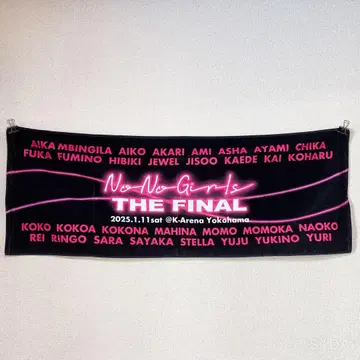 AIKA MBINGILA AIKO AKARI AMI ASHA AYAMI CHIKA
FUKA FUMINO HIBIKI JEWEL JISOO KAEDE KAI KOHARU
No No Girls
THE FINAL
2025.1.11sat @K-Arena Yokohama
KOKO KOKOA KOKONA MAHINA MOMO MOMOKA NAOKO
REI RINGO SARA SAYAKA STELLA YUJU YUKINO YURI